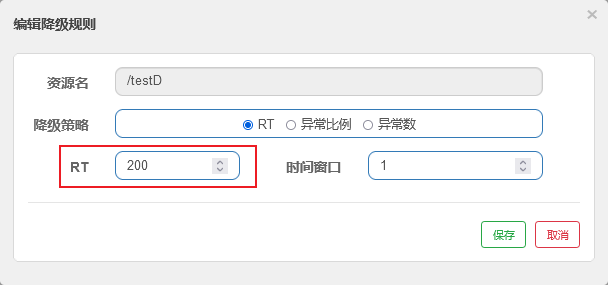 编辑降级规则
×
资源名 /testD
降级策略 RT 异常比例 异常数
RT 200 时间窗口 1
保存 取消